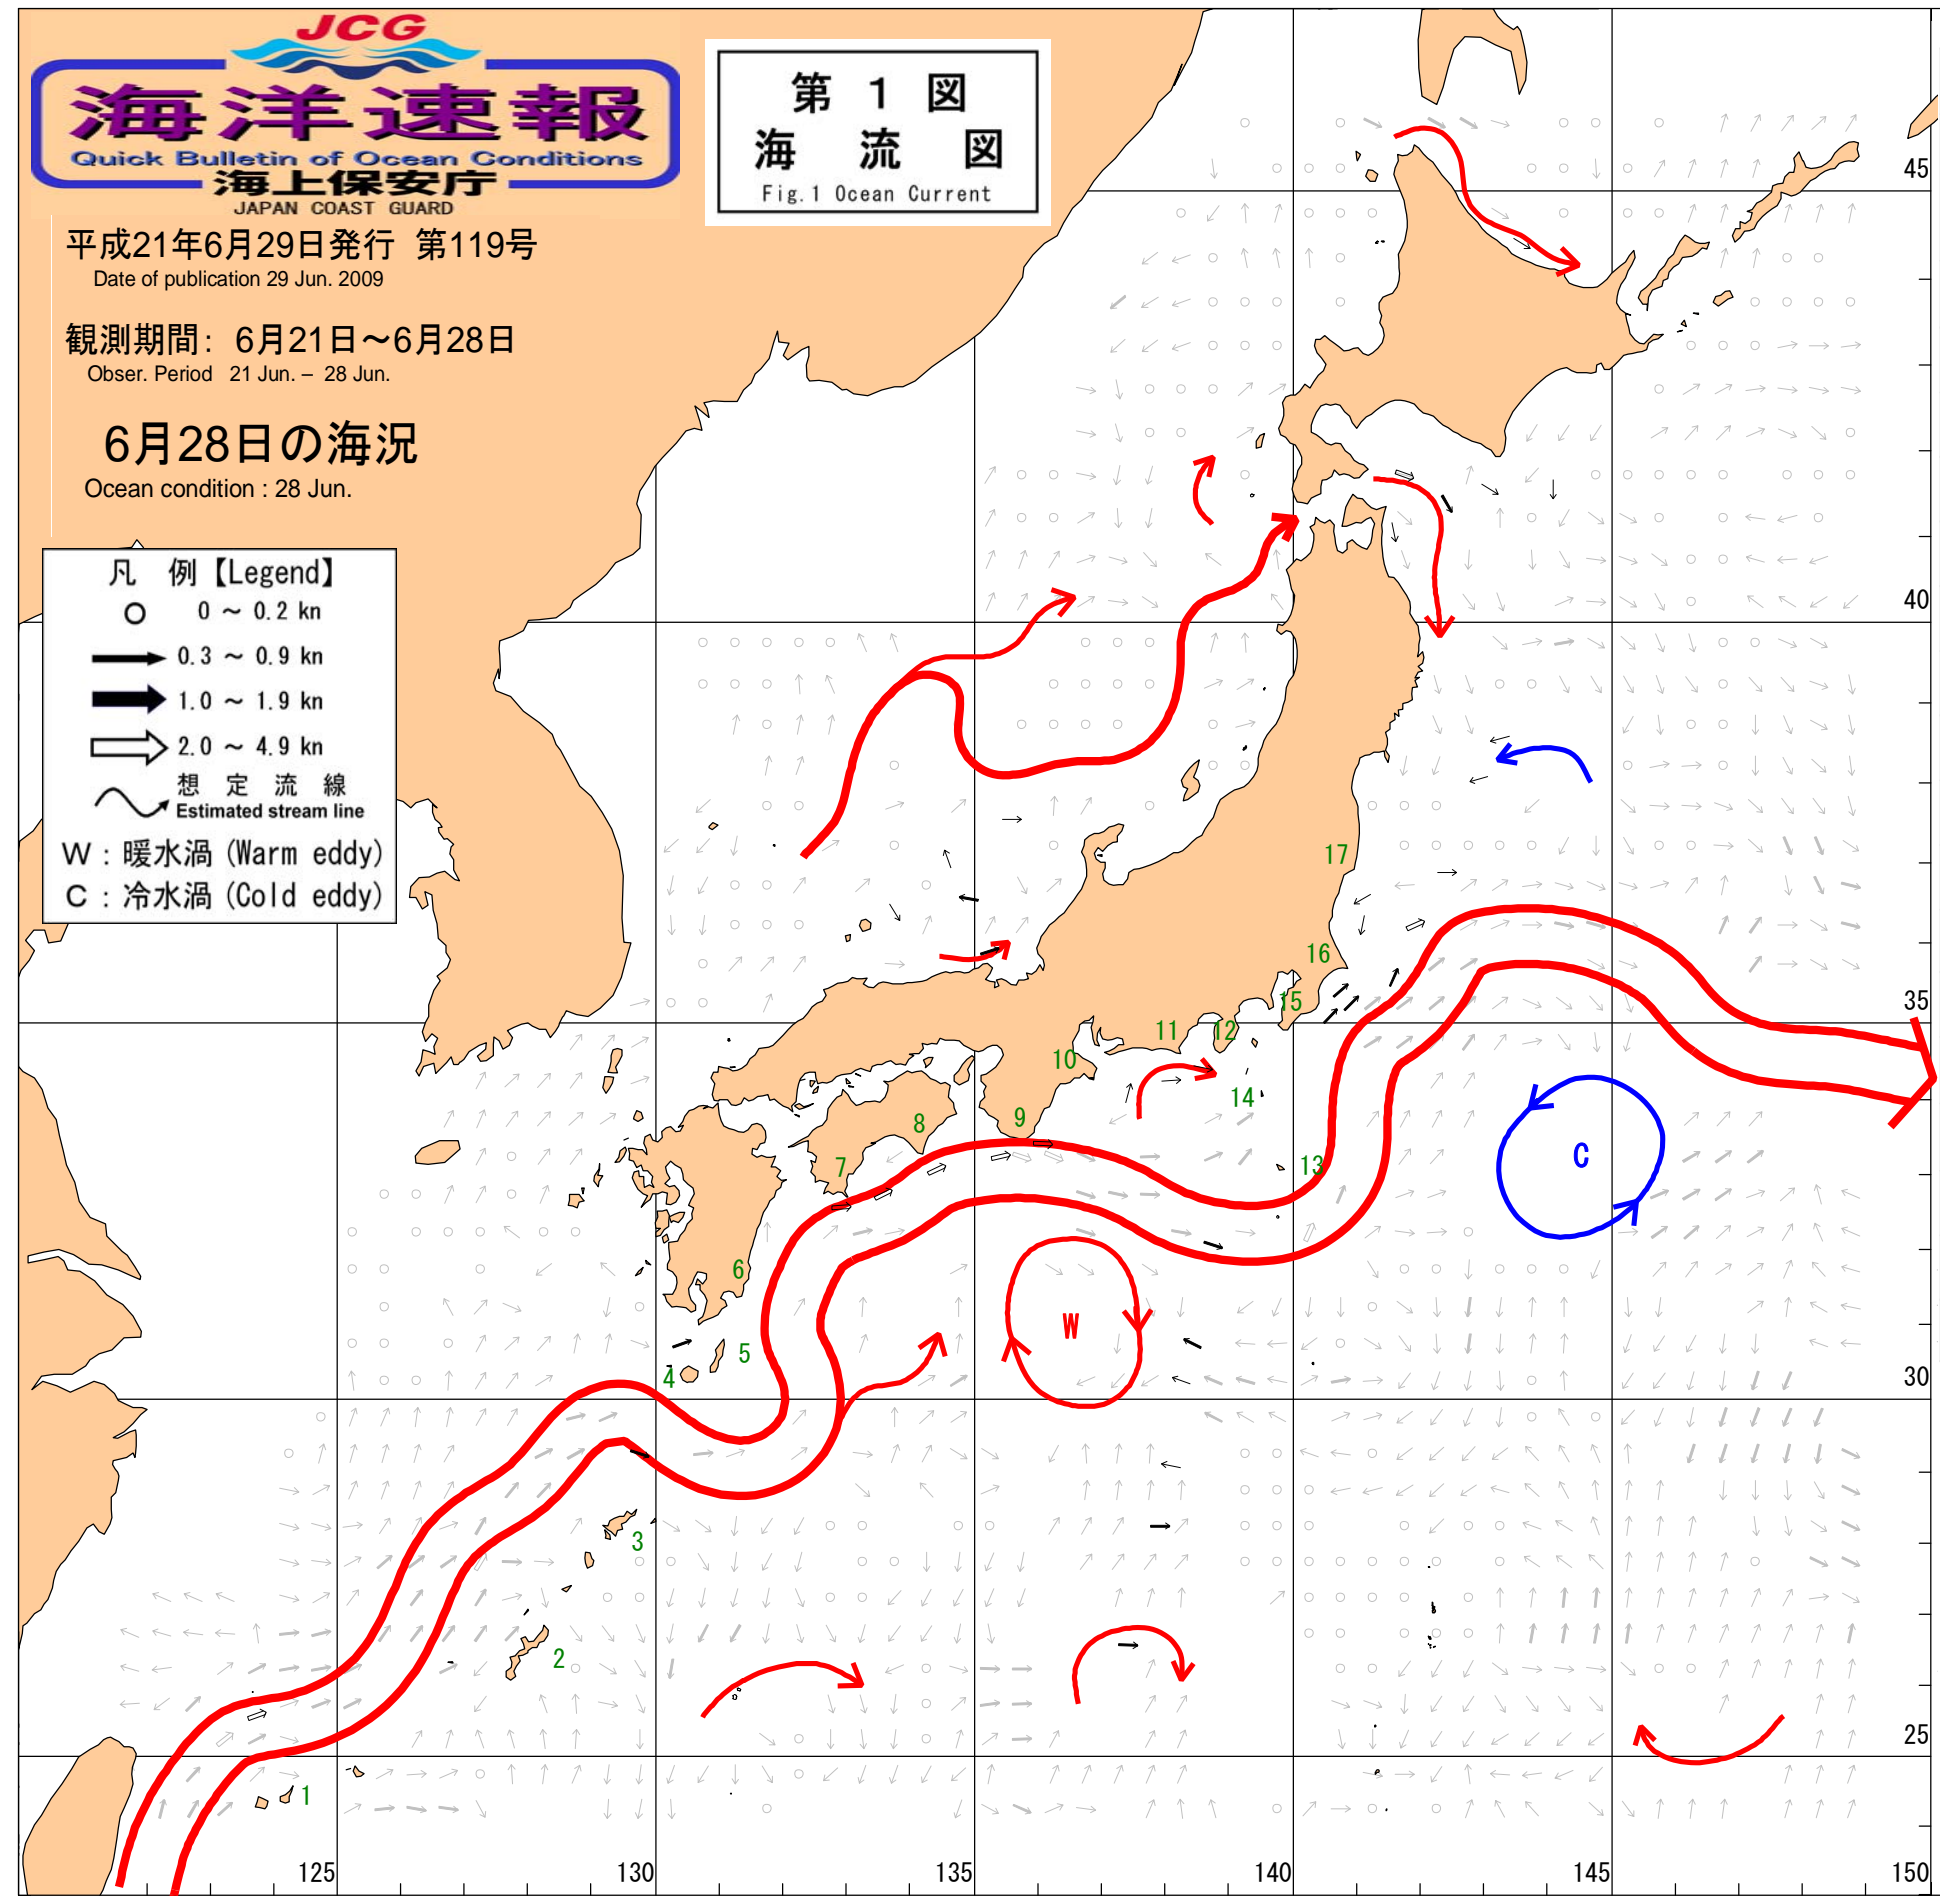 JCG
海洋速報
Quick Bulletin of Ocean Conditions
海上保安庁
JAPAN COAST GUARD
第 1 図
海 流 図
Fig.1 Ocean Current
平成21年6月29日発行 第119号
Date of publication 29 Jun. 2009
観測期間: 6月21日～6月28日
Obser. Period 21 Jun. – 28 Jun.
6月28日の海況
Ocean condition : 28 Jun.
凡 例【Legend】
0 ～ 0.2 kn
0.3 ～ 0.9 kn
1.0 ～ 1.9 kn
2.0 ～ 4.9 kn
想 定 流 線
Estimated stream line
W : 暖水渦 (Warm eddy)
C : 冷水渦 (Cold eddy)
45
40
35
30
25
17
16
15
12
11
10
14
9
8
7
13
C
6
W
5
4
3
2
1
125
130
135
140
145
150